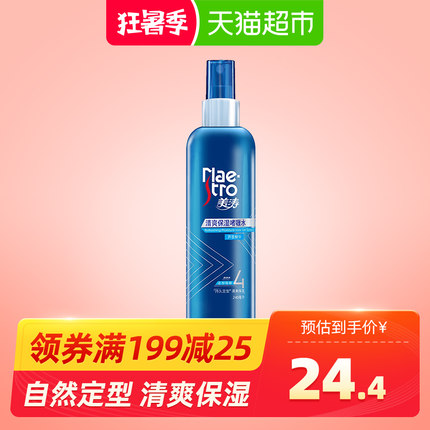 狂暑季 天猫超市
Mae·
stro
美涛
清爽保湿啫喱水
4
领券满199减25
自然定型 清爽保湿
预估到手价¥
24.4